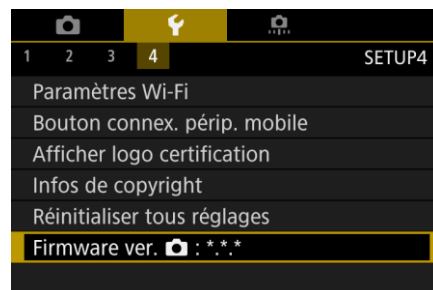 1 2 3 4 SETUP4
Paramètres Wi-Fi
Bouton connex. périp. mobile
Afficher logo certification
Infos de copyright
Réinitialiser tous réglages
Firmware ver. : *.*.*